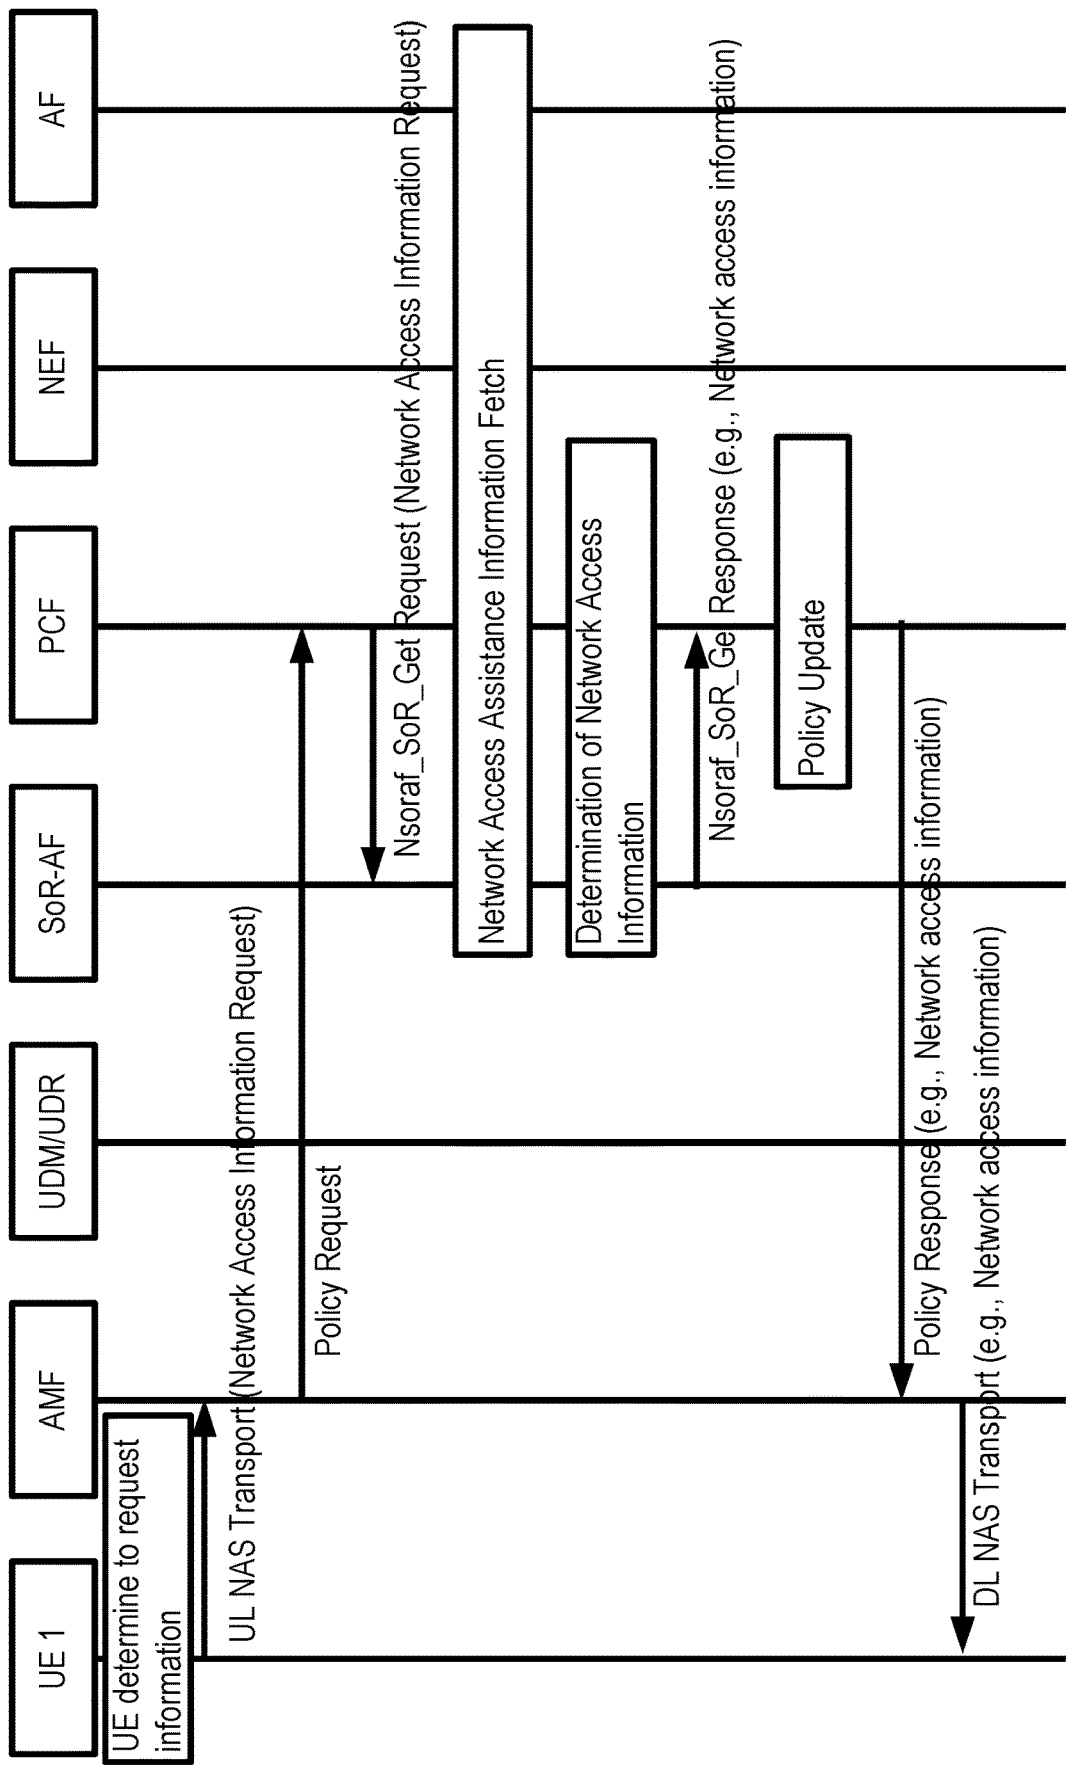 UE 1
AMF
UDM/UDR
SoR-AF
PCF
NEF
AF
UE determine to request
information
UL NAS Transport (Network Access Information Request)
Policy Request
Nsoraf_SoR_Get Request (Network Access Information Request)
Network Access Assistance Information Fetch
Determination of Network Access
Information
Nsoraf_SoR_Get Response (e.g., Network access information)
Policy Update
Policy Response (e.g., Network access information)
DL NAS Transport (e.g., Network access information)